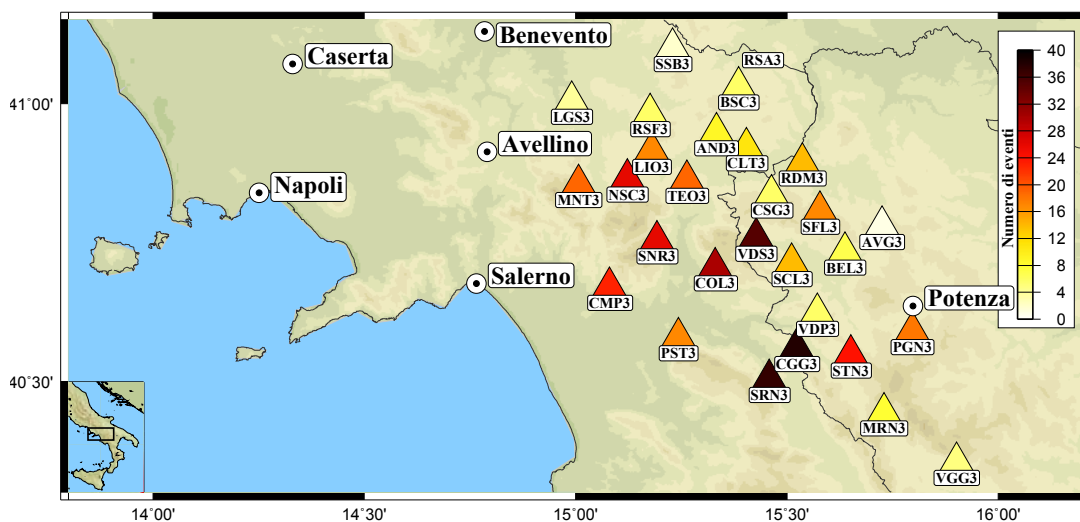 Benevento
Caserta
SSB3
RSA3
BSC3
41°00'
LGS3
RSF3
AND3
Avellino
LIO3
CLT3
RDM3
Napoli
MNT3
NSC3
TEO3
CSG3
SFL3
AVG3
SNR3
VDS3
BEL3
Salerno
COL3
SCL3
CMP3
Potenza
VDP3
PST3
CGG3
STN3
PGN3
40°30'
SRN3
MRN3
VGG3
14°00'
14°30'
15°00'
15°30'
16°00'
Numero di eventi
40
36
32
28
24
20
16
12
8
4
0